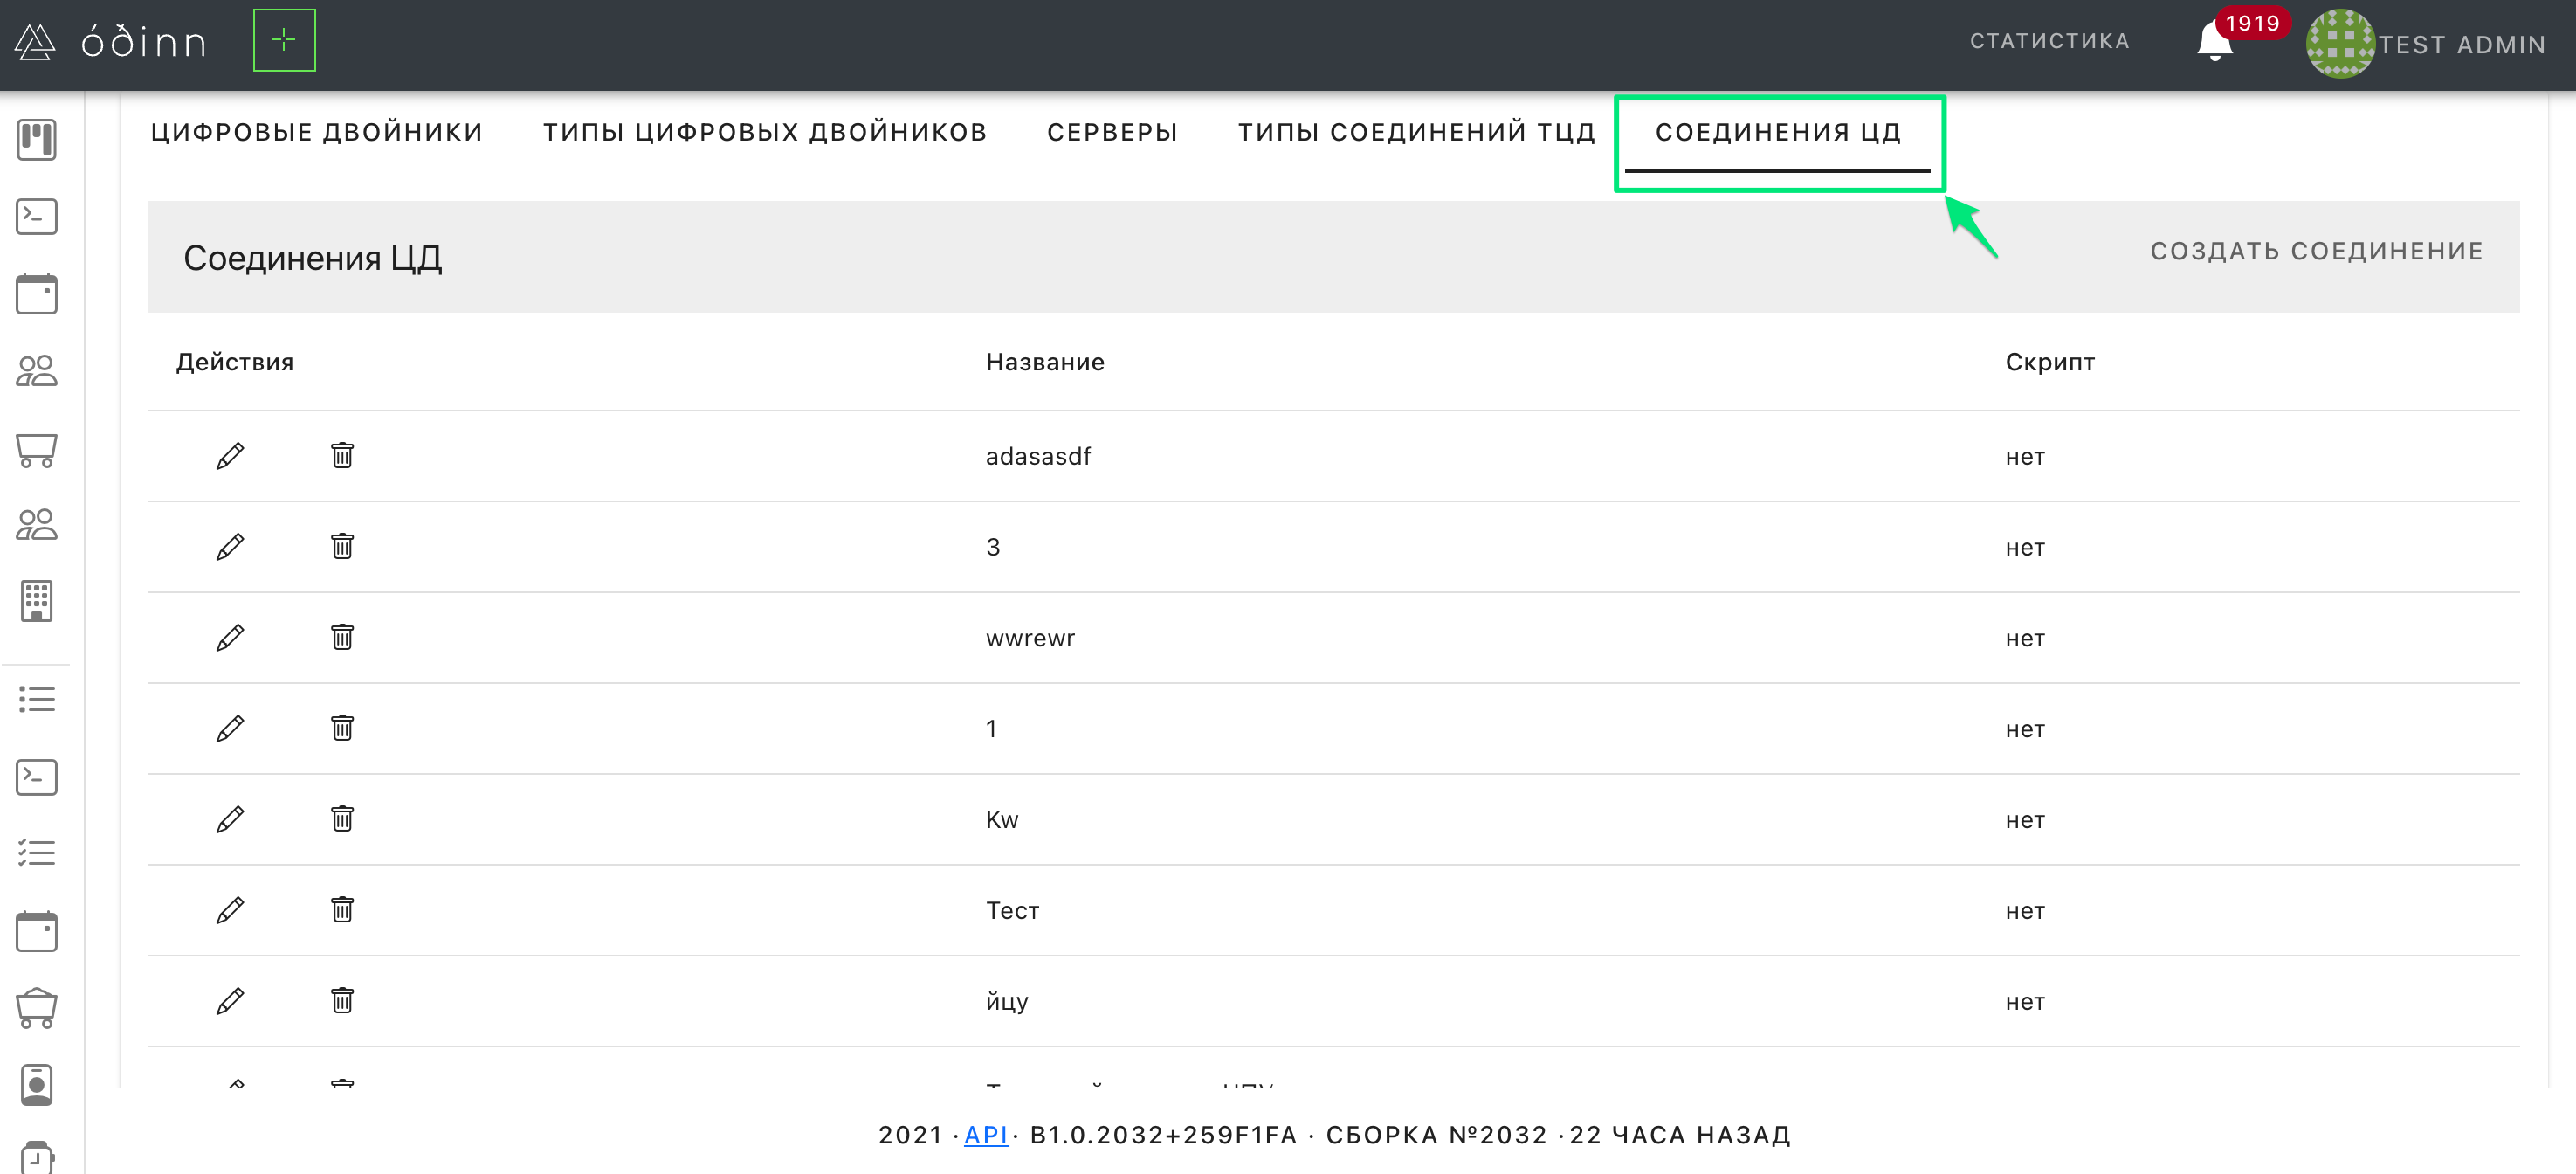 óðinn
СТАТИСТИКА
1919
TEST ADMIN
ЦИФРОВЫЕ ДВОЙНИКИ ТИПЫ ЦИФРОВЫХ ДВОЙНИКОВ СЕРВЕРЫ ТИПЫ СОЕДИНЕНИЙ ТЦД СОЕДИНЕНИЯ ЦД
Соединения ЦД СОЗДАТЬ СОЕДИНЕНИЕ
Действия Название Скрипт
adasasdf нет
3 нет
wwrewr нет
1 нет
Kw нет
Тест нет
йцу нет
2021 · API · B1.0.2032+259F1FA · СБОРКА №2032 · 22 ЧАСА НАЗАД